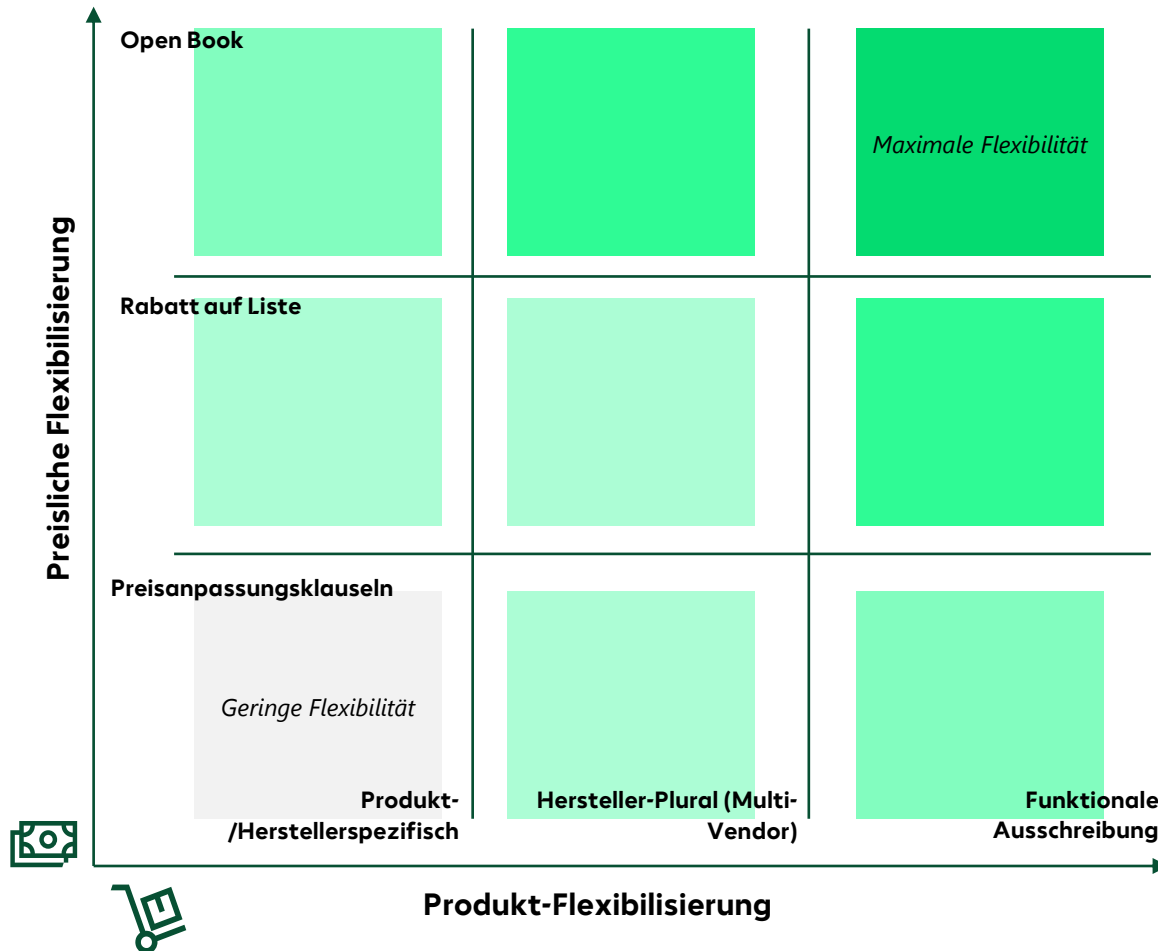 Open Book
Maximale Flexibilität
Rabatt auf Liste
Preisliche Flexibilisierung
Preisanpassungsklauseln
Geringe Flexibilität
Produkt-
/Herstellerspezifisch
Hersteller-Plural (Multi-
Vendor)
Funktionale
Ausschreibung
Produkt-Flexibilisierung